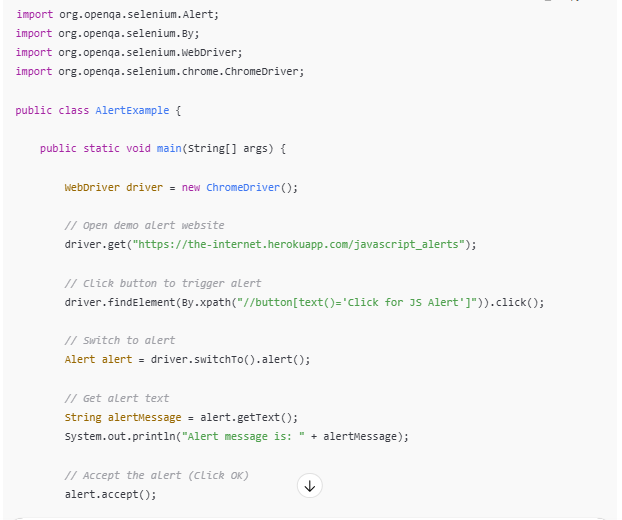 import org.openqa.selenium.Alert;
import org.openqa.selenium.By;
import org.openqa.selenium.WebDriver;
import org.openqa.selenium.chrome.ChromeDriver;

public class AlertExample {

    public static void main(String[] args) {

        WebDriver driver = new ChromeDriver();

        // Open demo alert website
        driver.get("https://the-internet.herokuapp.com/javascript_alerts");

        // Click button to trigger alert
        driver.findElement(By.xpath("//button[text()='Click for JS Alert']")).click();

        // Switch to alert
        Alert alert = driver.switchTo().alert();

        // Get alert text
        String alertMessage = alert.getText();
        System.out.println("Alert message is: " + alertMessage);

        // Accept the alert (Click OK)
        alert.accept();